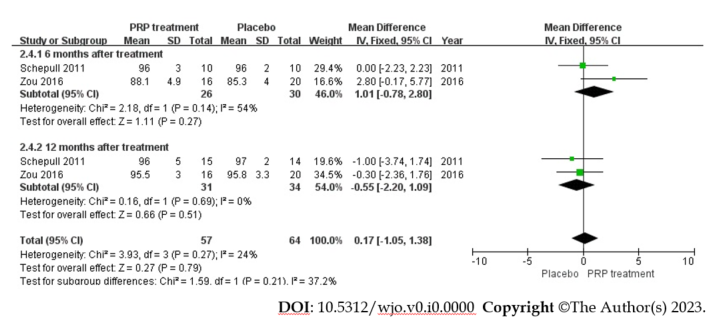 PRP treatment Placebo Mean Difference Mean Difference
Study or Subgroup Mean SD Total Mean SD Total Weight IV, Fixed, 95% CI Year IV, Fixed, 95% CI
2.4.1 6 months after treatment
Schepull 2011 96 3 10 96 2 10 29.4% 0.00 [-2.23, 2.23] 2011
Zou 2016 88.1 4.9 16 85.3 4 20 16.6% 2.80 [-0.17, 5.77] 2016
Subtotal (95% CI) 26 30 46.0% 1.01 [-0.78, 2.80]
Heterogeneity: Chi² = 2.18, df = 1 (P = 0.14); I² = 54%
Test for overall effect: Z = 1.11 (P = 0.27)
2.4.2 12 months after treatment
Schepull 2011 96 5 15 97 2 14 19.6% -1.00 [-3.74, 1.74] 2011
Zou 2016 95.5 3 16 95.8 3.3 20 34.5% -0.30 [-2.36, 1.76] 2016
Subtotal (95% CI) 31 34 54.0% -0.55 [-2.20, 1.09]
Heterogeneity: Chi² = 0.16, df = 1 (P = 0.69); I² = 0%
Test for overall effect: Z = 0.66 (P = 0.51)
Total (95% CI) 57 64 100.0% 0.17 [-1.05, 1.38]
Heterogeneity: Chi² = 3.93, df = 3 (P = 0.27); I² = 24%
Test for overall effect: Z = 0.27 (P = 0.79)
Test for subgroup differences: Chi² = 1.59, df = 1 (P = 0.21), I² = 37.2%
-10 -5 0 5 10
Placebo PRP treatment
DOI: 10.5312/wjo.v0.i0.0000 Copyright ©The Author(s) 2023.